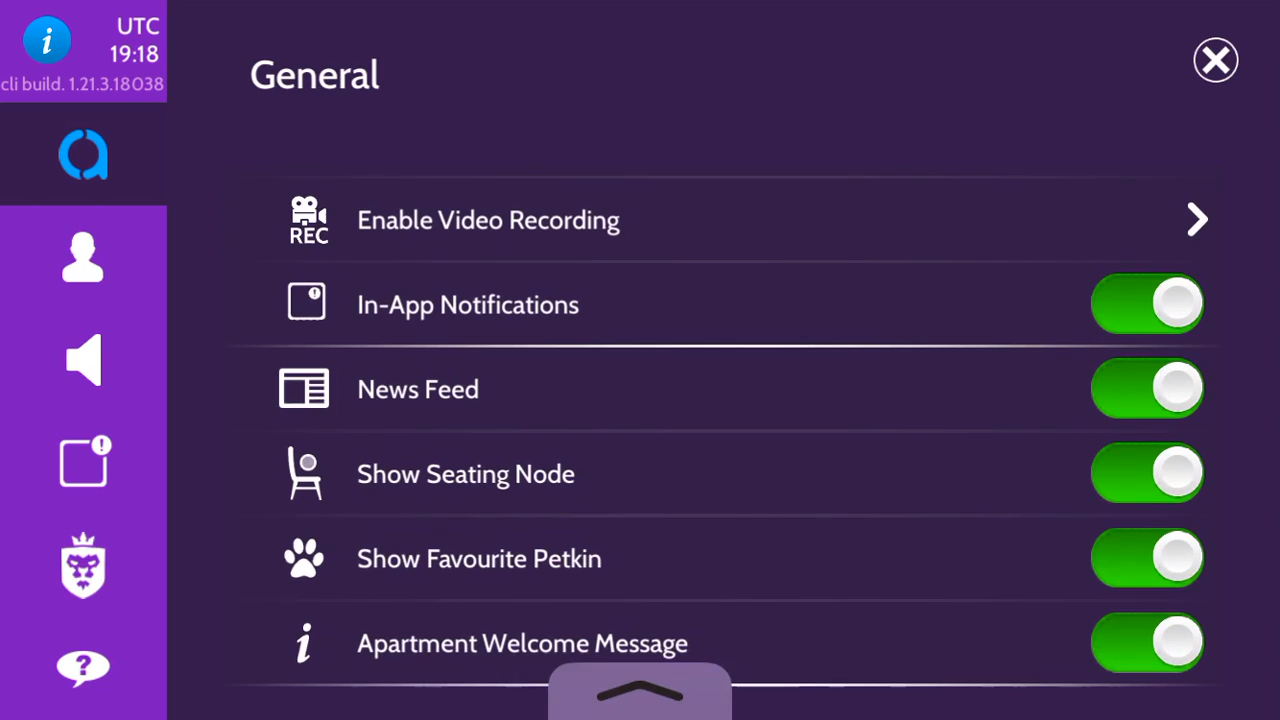 UTC
19:18
cli build. 1.21.3.18038
General
REC
Enable Video Recording
In-App Notifications
News Feed
Show Seating Node
Show Favourite Petkin
Apartment Welcome Message